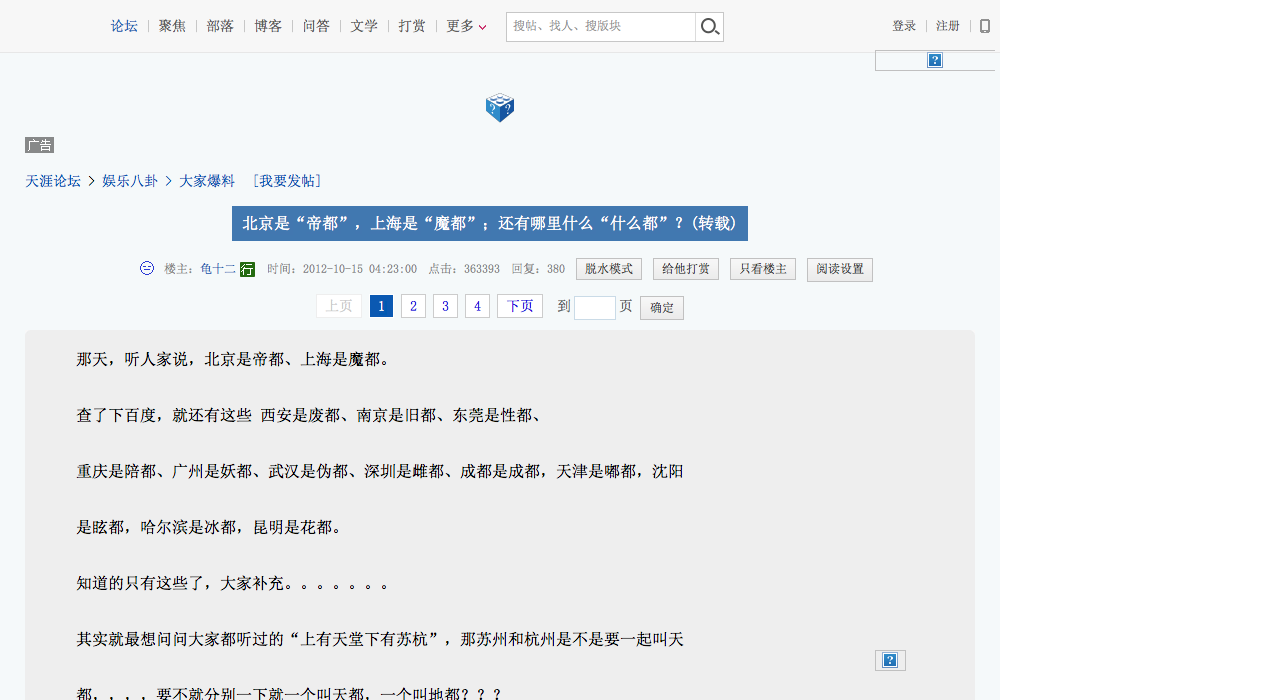 论坛 聚焦 部落 博客 问答 文学 打赏 更多 搜帖、找人、搜版块 登录 注册
广告
天涯论坛 > 娱乐八卦 > 大家爆料 [我要发帖]
北京是“帝都”，上海是“魔都”；还有哪里什么“什么都”？(转载)
楼主：龟十二 行 时间：2012-10-15 04:23:00 点击：363393 回复：380 脱水模式 给他打赏 只看楼主 阅读设置
上页 1 2 3 4 下页 到 页 确定
那天，听人家说，北京是帝都、上海是魔都。
查了下百度，就还有这些 西安是废都、南京是旧都、东莞是性都、
重庆是陪都、广州是妖都、武汉是伪都、深圳是雌都、成都是成都，天津是嘟都，沈阳
是眩都，哈尔滨是冰都，昆明是花都。
知道的只有这些了，大家补充。。。。。。。
其实就最想问问大家都听过的“上有天堂下有苏杭”，那苏州和杭州是不是要一起叫天
都，，，，要不就分别一下就一个叫天都，一个叫地都？？？